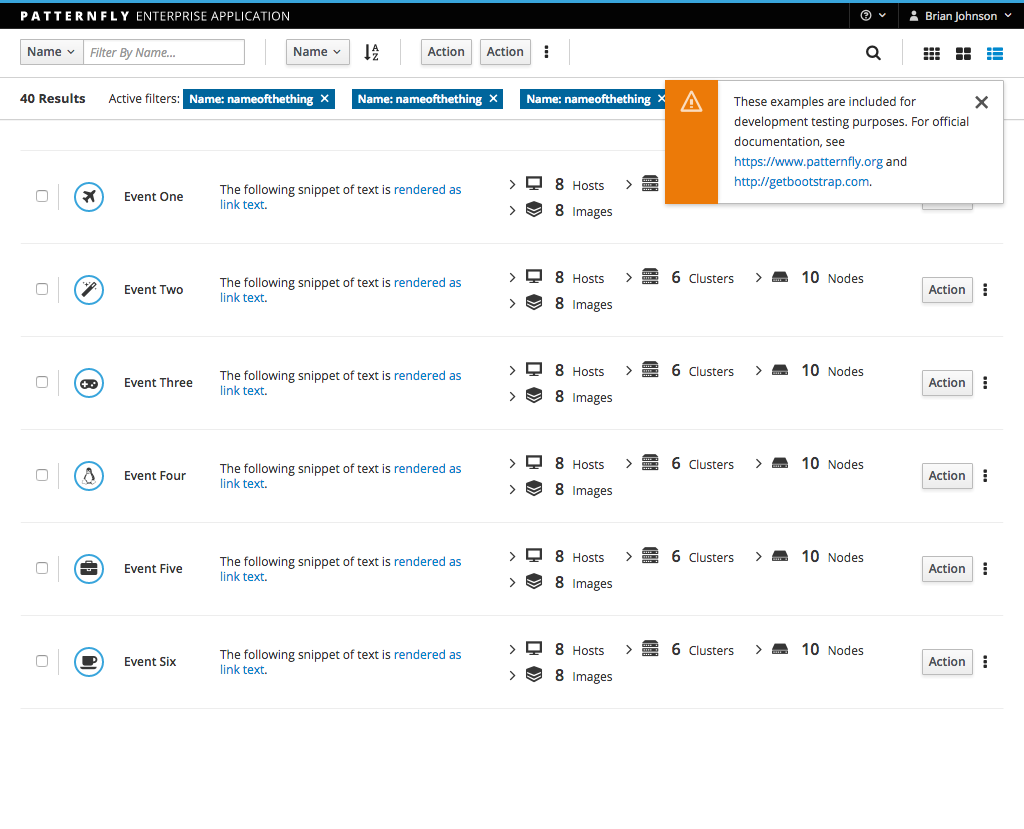 PATTERNFLY ENTERPRISE APPLICATION
Brian Johnson
Name Filter By Name... Name Action Action
40 Results Active filters: Name: nameofthething × Name: nameofthething × Name: nameofthething ×
These examples are included for
development testing purposes. For official
documentation, see
https://www.patternfly.org and
http://getbootstrap.com.
Event One
The following snippet of text is rendered as
link text.
8 Hosts
8 Images
Event Two
The following snippet of text is rendered as
link text.
8 Hosts 6 Clusters 10 Nodes
8 Images
Action
Event Three
The following snippet of text is rendered as
link text.
8 Hosts 6 Clusters 10 Nodes
8 Images
Action
Event Four
The following snippet of text is rendered as
link text.
8 Hosts 6 Clusters 10 Nodes
8 Images
Action
Event Five
The following snippet of text is rendered as
link text.
8 Hosts 6 Clusters 10 Nodes
8 Images
Action
Event Six
The following snippet of text is rendered as
link text.
8 Hosts 6 Clusters 10 Nodes
8 Images
Action